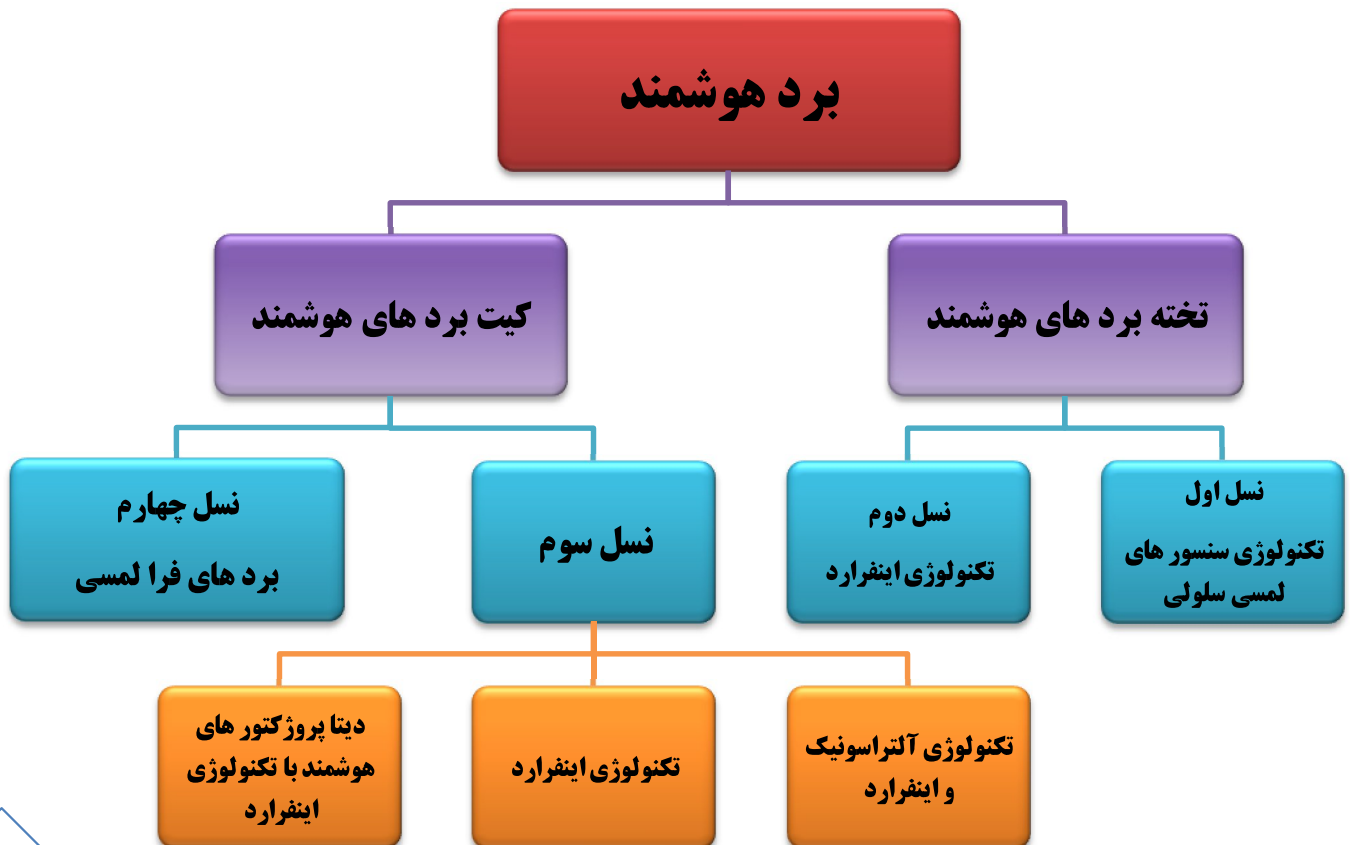 برد هوشمند
تخته برد های هوشمند
کیت برد های هوشمند
نسل اول
تکنولوژی سنسور های
لمسی سلولی
نسل دوم
تکنولوژی اینفرارد
نسل سوم
نسل چهارم
برد های فرا لمسی
تکنولوژی آلتراسونیک
و اینفرارد
تکنولوژی اینفرارد
دیتا پروژکتور های
هوشمند با تکنولوژی
اینفرارد